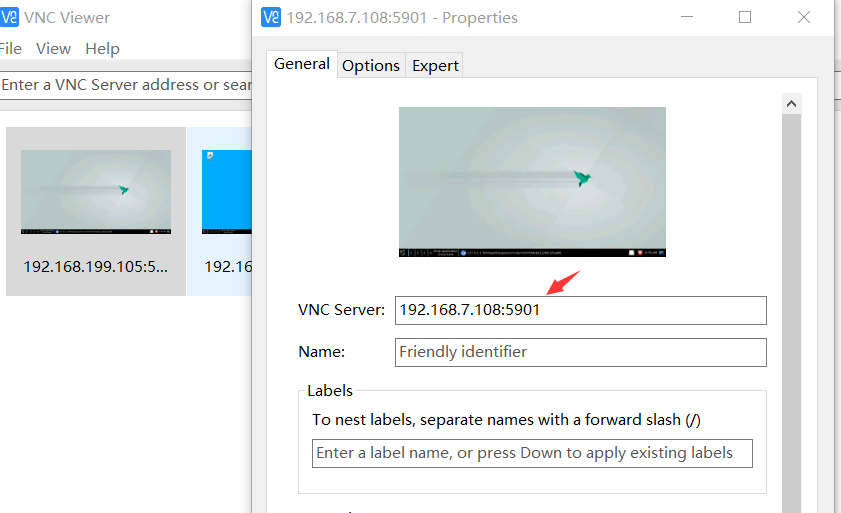 VNC Viewer
File View Help
Enter a VNC Server address or sear
192.168.199.105:5...
192.16
192.168.7.108:5901 - Properties
General Options Expert
VNC Server: 192.168.7.108:5901
Name: Friendly identifier
Labels
To nest labels, separate names with a forward slash (/)
Enter a label name, or press Down to apply existing labels